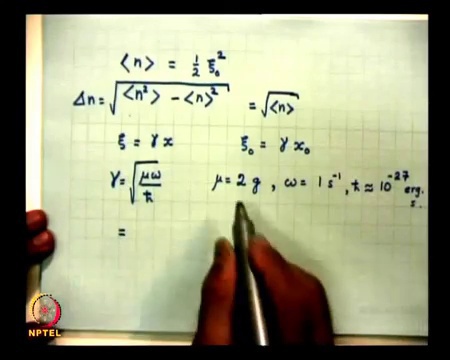 ⟨n⟩ = 1/2 ξ₀²
Δn = √(⟨n²⟩ − ⟨n⟩²) = √⟨n⟩
ξ = γ x ξ₀ = γ x₀
γ = √(μω/ħ) μ = 2 g , ω = 1 s⁻¹, ħ ≈ 10⁻²⁷ erg. s.
=
NPTEL